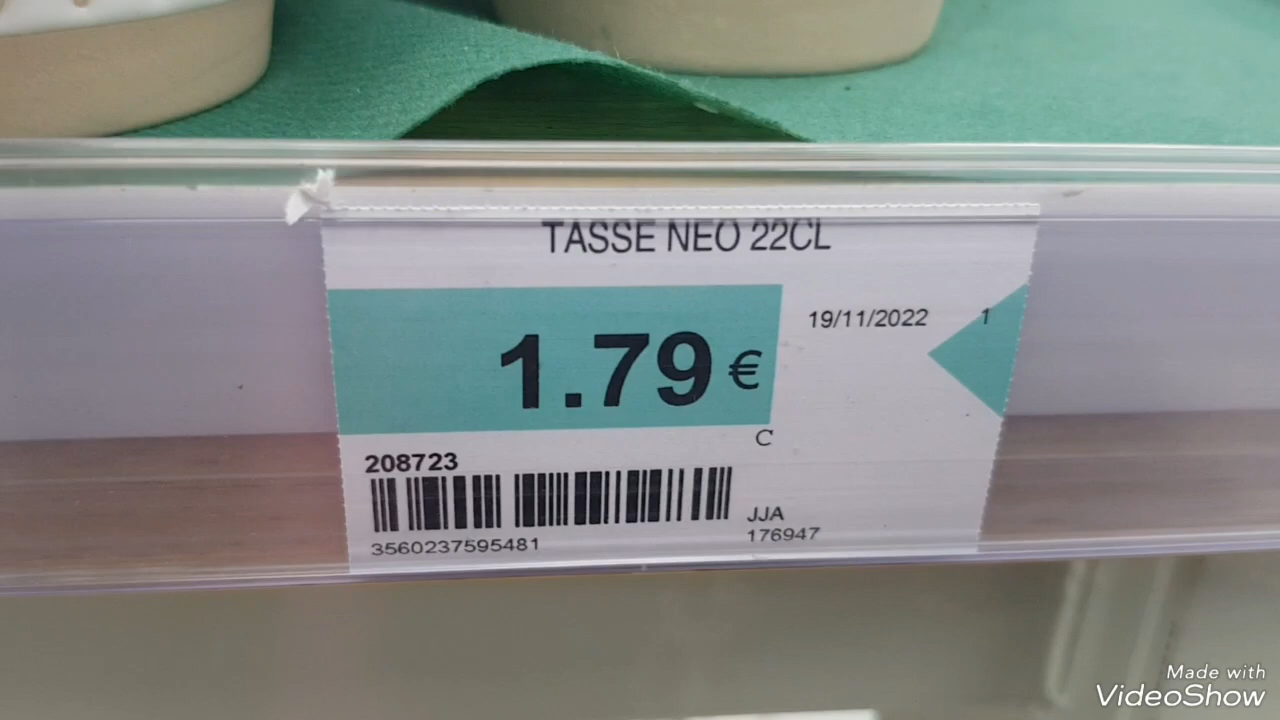 TASSE NEO 22CL
1.79 €
19/11/2022
1
C
208723
3560237595481
JJA
176947
Made with
VideoShow